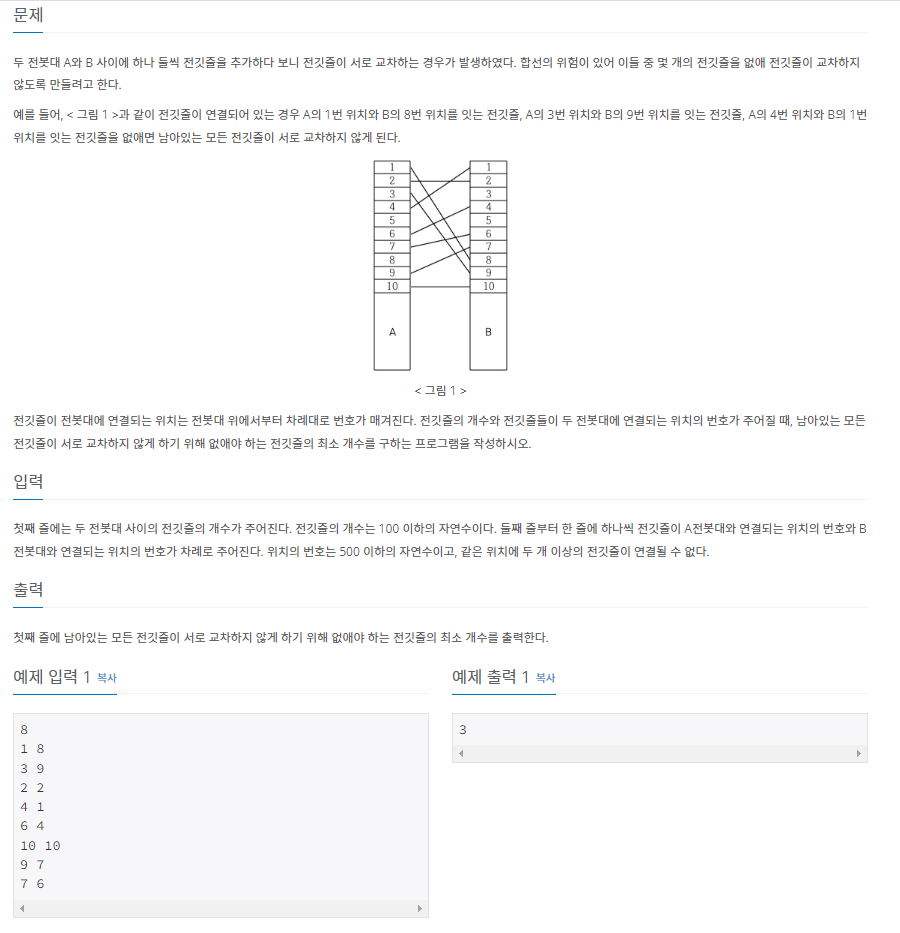 문제
두 전봇대 A와 B 사이에 하나 둘씩 전깃줄을 추가하다 보니 전깃줄이 서로 교차하는 경우가 발생하였다. 합선의 위험이 있어 이들 중 몇 개의 전깃줄을 없애 전깃줄이 교차하지
않도록 만들려고 한다.
예를 들어, < 그림 1 >과 같이 전깃줄이 연결되어 있는 경우 A의 1번 위치와 B의 8번 위치를 잇는 전깃줄, A의 3번 위치와 B의 9번 위치를 잇는 전깃줄, A의 4번 위치와 B의 1번
위치를 잇는 전깃줄을 없애면 남아있는 모든 전깃줄이 서로 교차하지 않게 된다.
1 1
2 2
3 3
4 4
5 5
6 6
7 7
8 8
9 9
10 10
A B
< 그림 1 >
전깃줄이 전봇대에 연결되는 위치는 전봇대 위에서부터 차례대로 번호가 매겨진다. 전깃줄의 개수와 전깃줄들이 두 전봇대에 연결되는 위치의 번호가 주어질 때, 남아있는 모든
전깃줄이 서로 교차하지 않게 하기 위해 없애야 하는 전깃줄의 최소 개수를 구하는 프로그램을 작성하시오.
입력
첫째 줄에는 두 전봇대 사이의 전깃줄의 개수가 주어진다. 전깃줄의 개수는 100 이하의 자연수이다. 둘째 줄부터 한 줄에 하나씩 전깃줄이 A전봇대와 연결되는 위치의 번호와 B
전봇대와 연결되는 위치의 번호가 차례로 주어진다. 위치의 번호는 500 이하의 자연수이고, 같은 위치에 두 개 이상의 전깃줄이 연결될 수 없다.
출력
첫째 줄에 남아있는 모든 전깃줄이 서로 교차하지 않게 하기 위해 없애야 하는 전깃줄의 최소 개수를 출력한다.
예제 입력 1 복사
8
1 8
3 9
2 2
4 1
6 4
10 10
9 7
7 6
예제 출력 1 복사
3